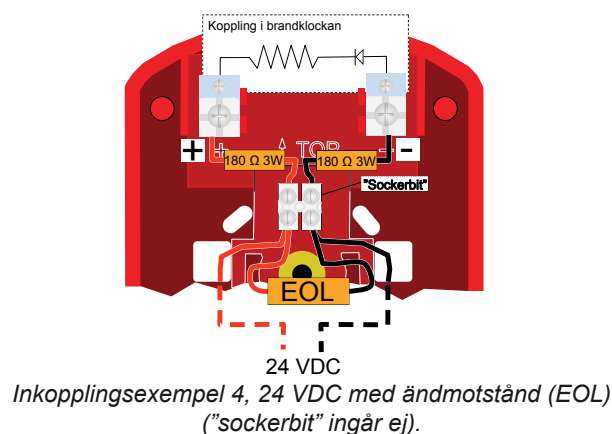 Koppling i brandklockan
+ + TOP - -
180 Ω 3W 180 Ω 3W
"Sockerbit"
EOL
24 VDC
Inkopplingsexempel 4, 24 VDC med ändmotstånd (EOL)
("sockerbit" ingår ej).